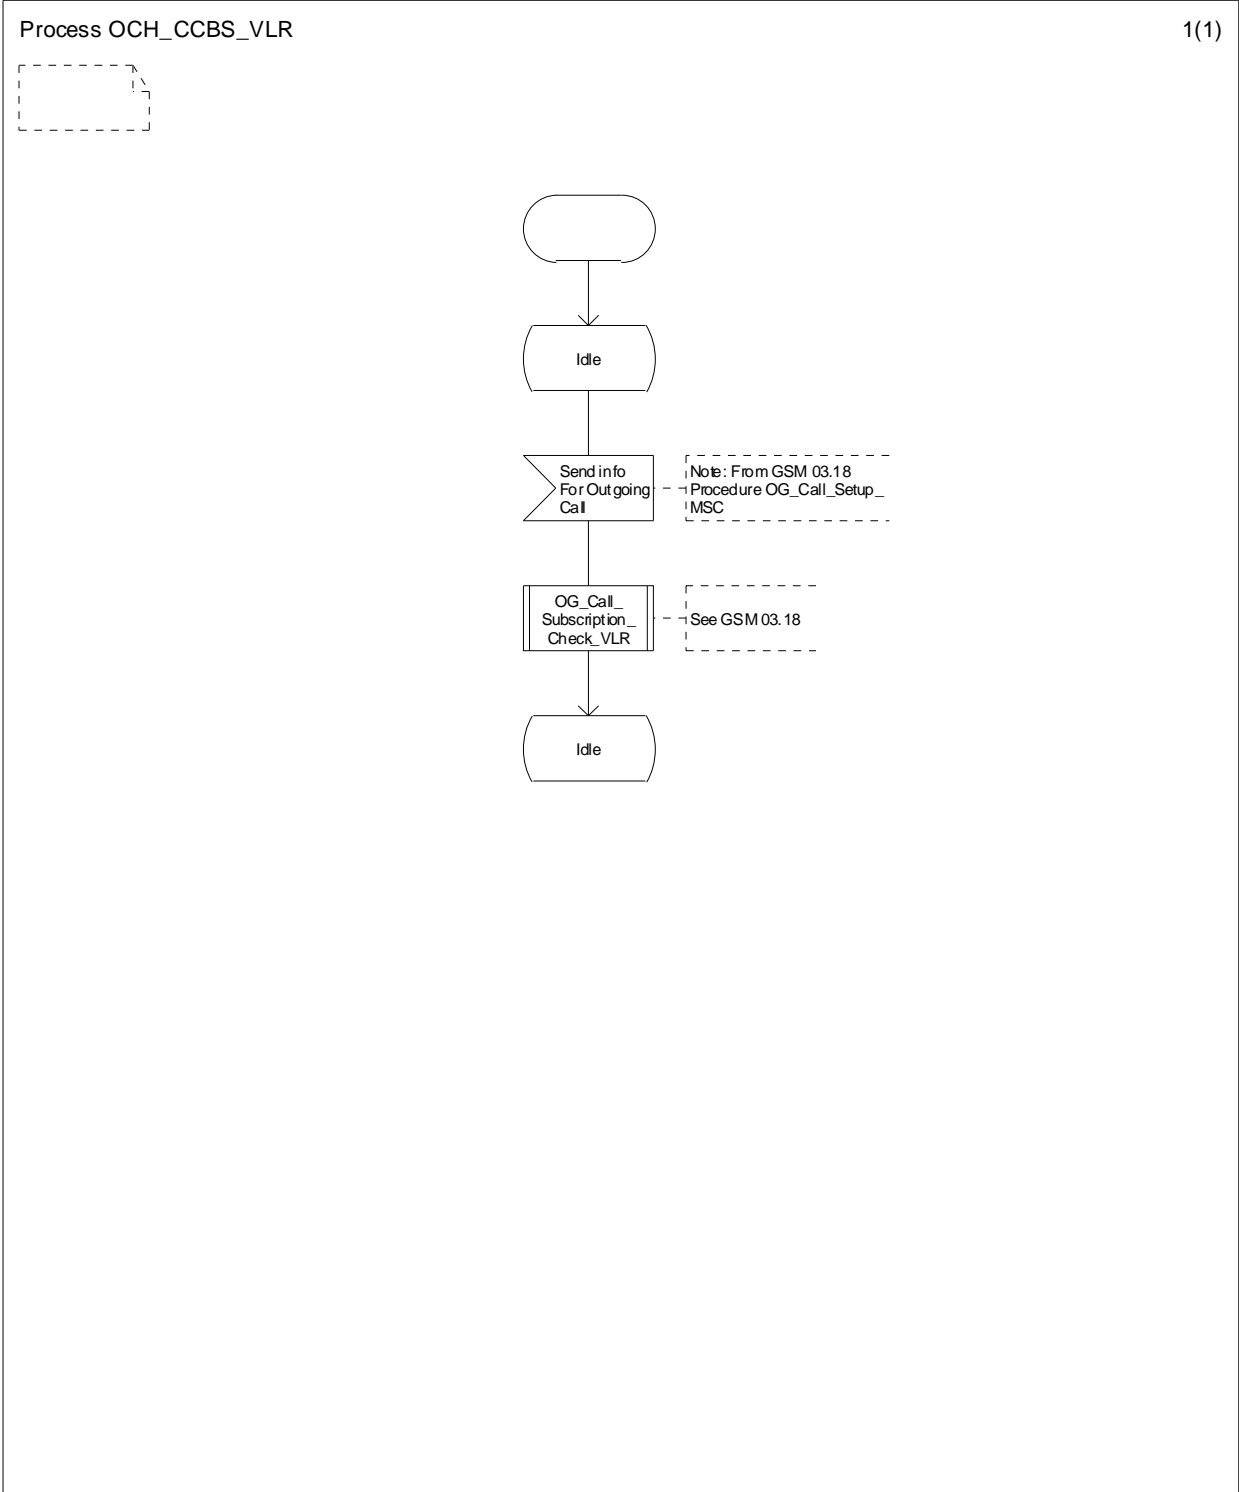 Process OCH_CCBS_VLR
1(1)
Idle
Send info
For Outgoing
Call
Note: From GSM 03.18
Procedure OG_Call_Setup_
MSC
OG_Call_
Subscription_
Check_VLR
See GSM 03.18
Idle